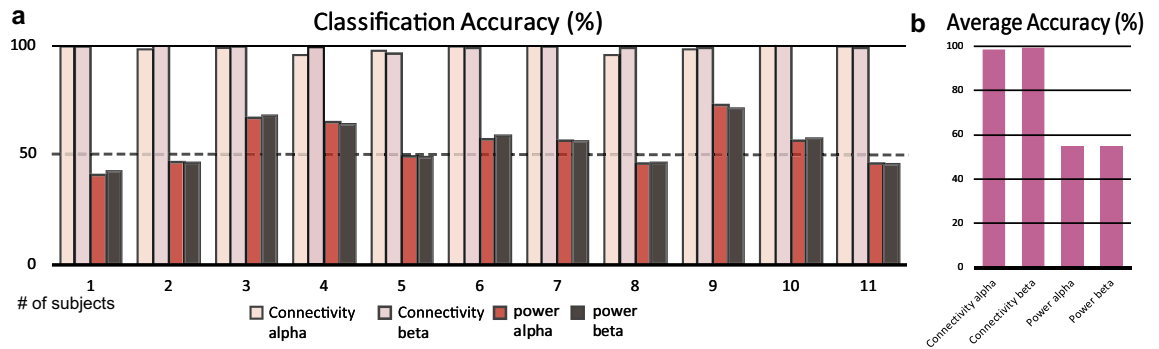 a
Classification Accuracy (%)
100
50
0
1 2 3 4 5 6 7 8 9 10 11
# of subjects
Connectivity alpha
Connectivity beta
power alpha
power beta
b
Average Accuracy (%)
100
80
60
40
20
0
Connectivity alpha
Connectivity beta
Power alpha
Power beta